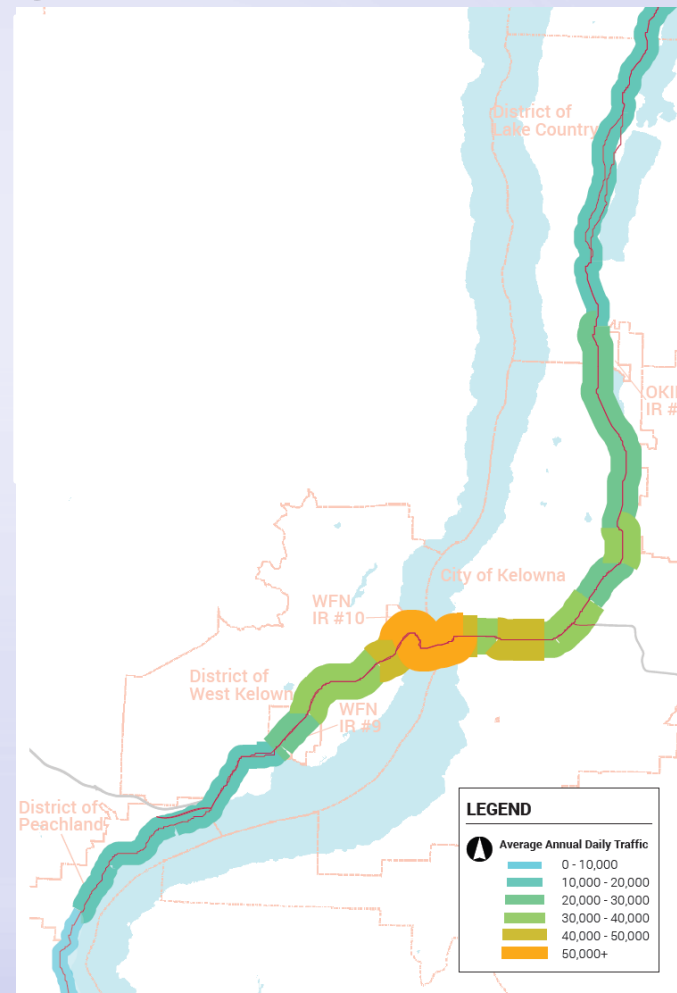 District of
Lake Country
OKII
IR #
City of Kelowna
WFN
IR #10
District of
West Kelown
WFN
IR #9
District of
Peachland
LEGEND
Average Annual Daily Traffic
0 - 10,000
10,000 - 20,000
20,000 - 30,000
30,000 - 40,000
40,000 - 50,000
50,000+